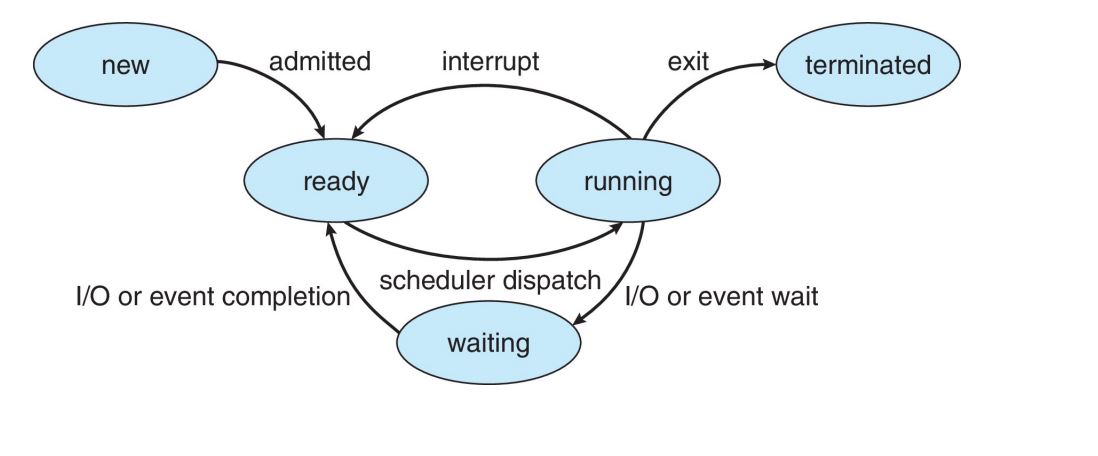 new
admitted
interrupt
exit
terminated
ready
running
I/O or event completion
scheduler dispatch
I/O or event wait
waiting